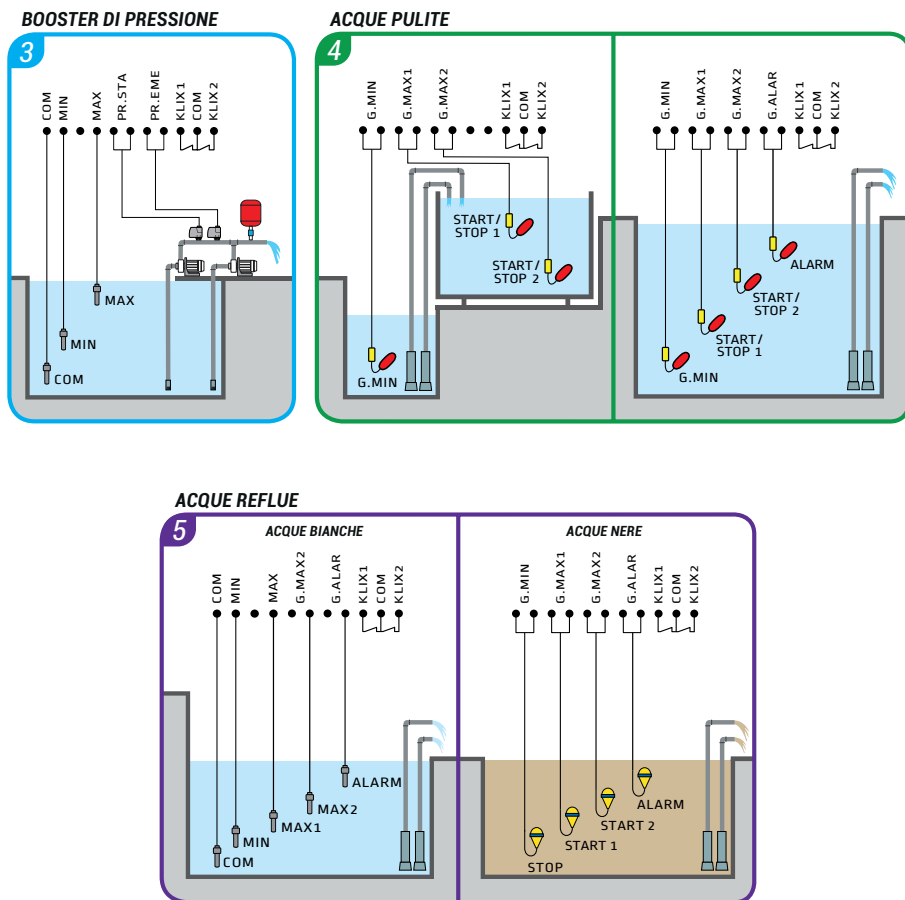 BOOSTER DI PRESSIONE
3
COM
MIN
MAX
PR.STA
PR.EME
KLIX1
COM
KLIX2
MAX
MIN
COM
ACQUE PULITE
4
G.MIN
G.MAX1
G.MAX2
KLIX1
COM
KLIX2
START/
STOP 1
START/
STOP 2
G.MIN
G.MIN
G.MAX1
G.MAX2
G.ALAR
KLIX1
COM
KLIX2
ALARM
START/
STOP 2
START/
STOP 1
G.MIN
ACQUE REFLUE
5
ACQUE BIANCHE
COM
MIN
MAX
G.MAX2
G.ALAR
KLIX1
COM
KLIX2
ALARM
MAX2
MAX1
MIN
COM
ACQUE NERE
G.MIN
G.MAX1
G.MAX2
G.ALAR
KLIX1
COM
KLIX2
ALARM
START 2
START 1
STOP